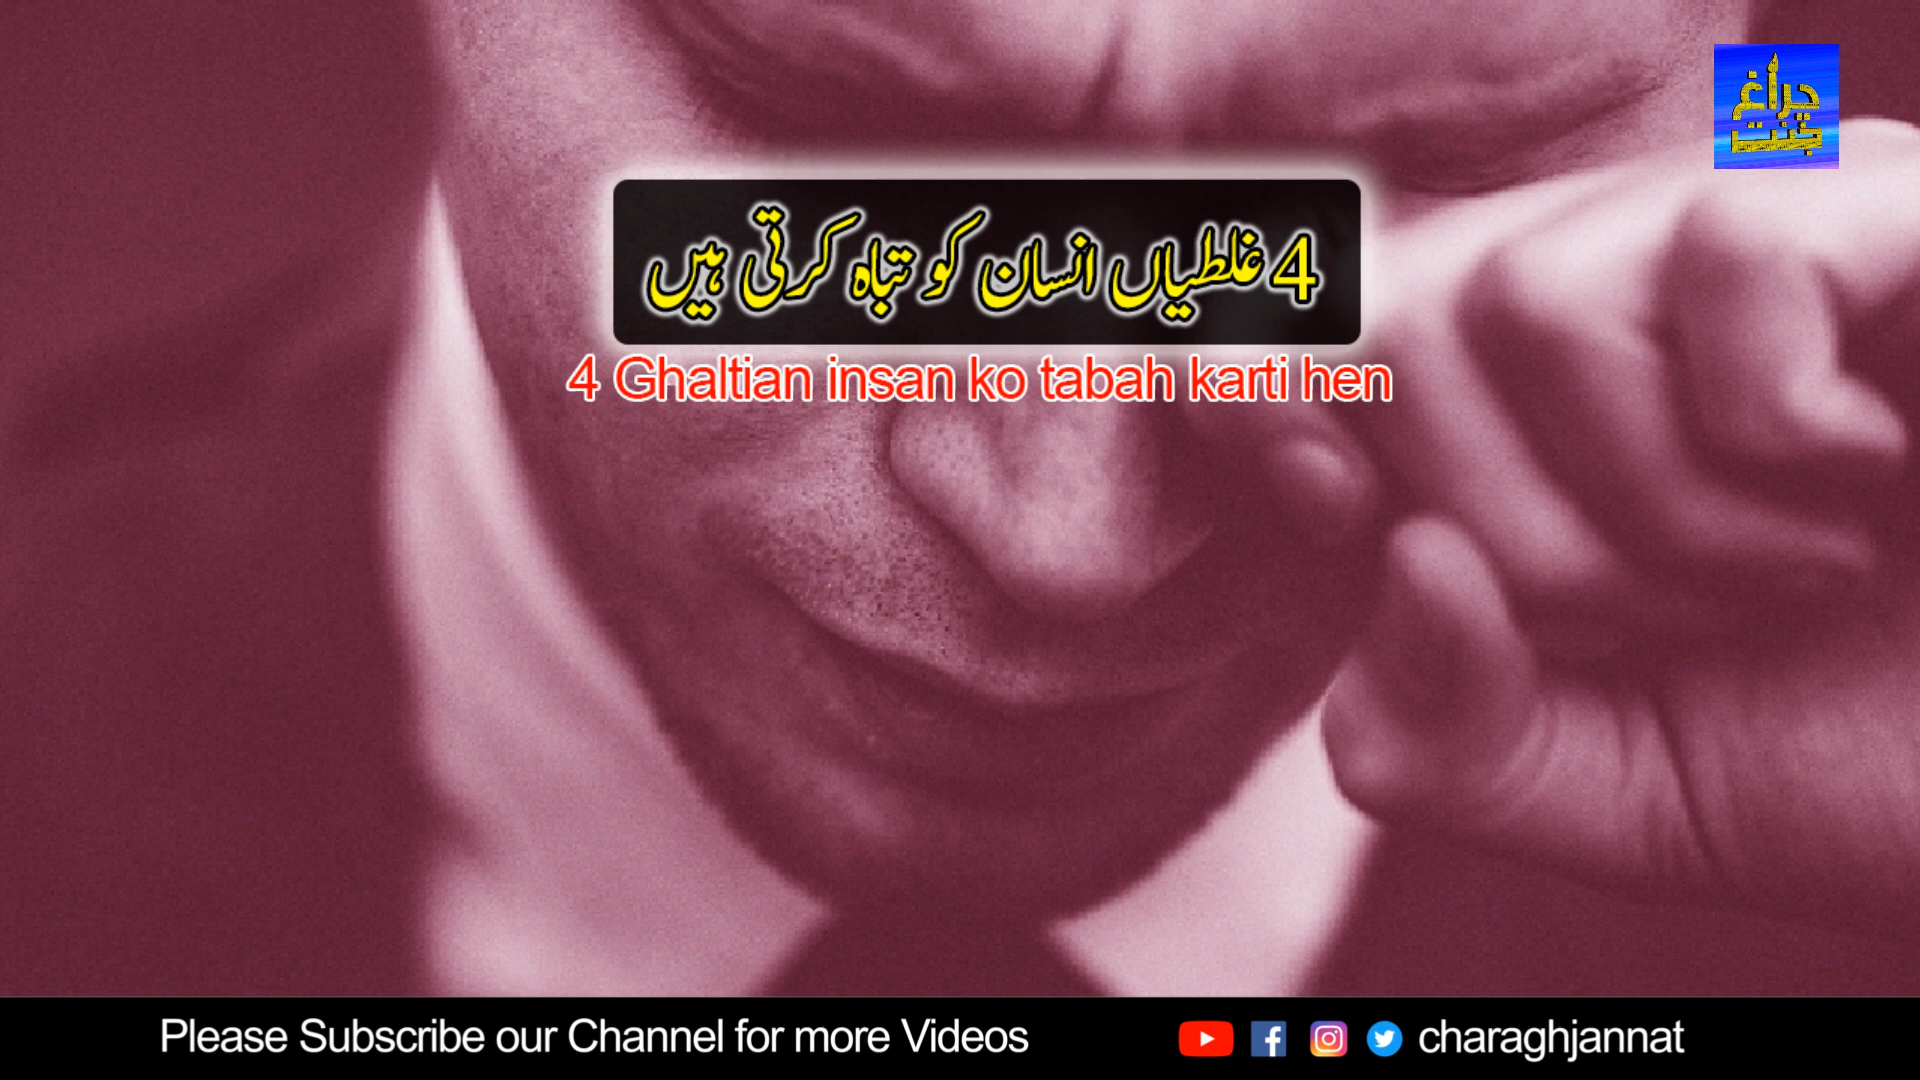 چراغ
جنت
4 غلطیاں انسان کو تباہ کرتی ہیں
4 Ghaltian insan ko tabah karti hen
Please Subscribe our Channel for more Videos
charaghjannat